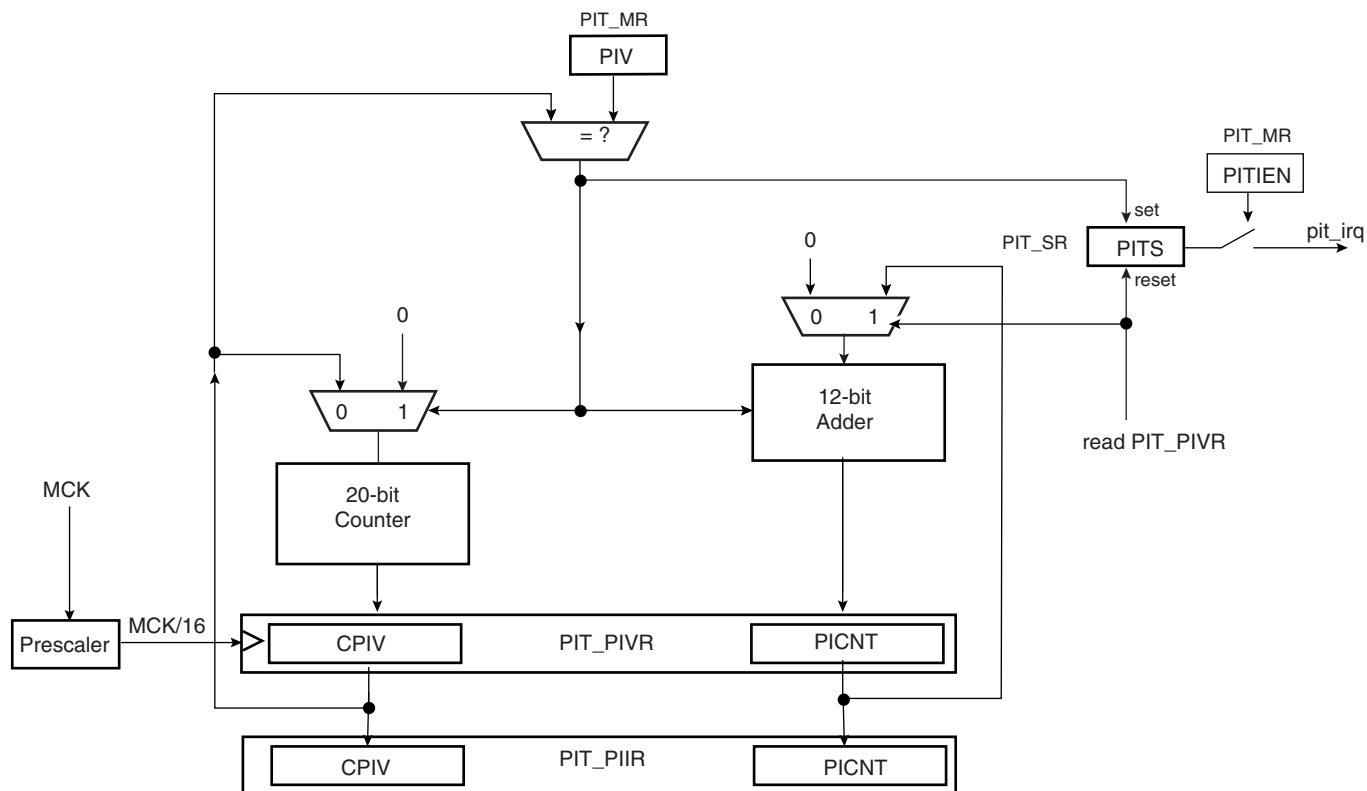 PIT_MR
PIV
= ?
PIT_MR
PITIEN
set
PIT_SR
PITS
pit_irq
reset
0
0 1
0
0 1
12-bit
Adder
read PIT_PIVR
MCK
20-bit
Counter
Prescaler
MCK/16
CPIV
PIT_PIVR
PICNT
CPIV
PIT_PIIR
PICNT